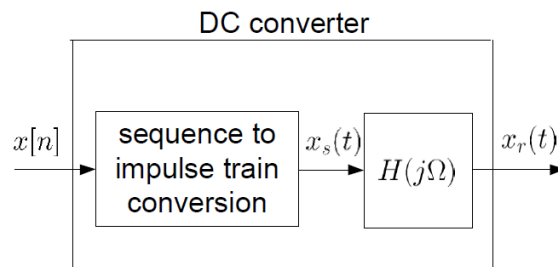 DC converter
x[n]
sequence to
impulse train
conversion
x_s(t)
H(jΩ)
x_r(t)